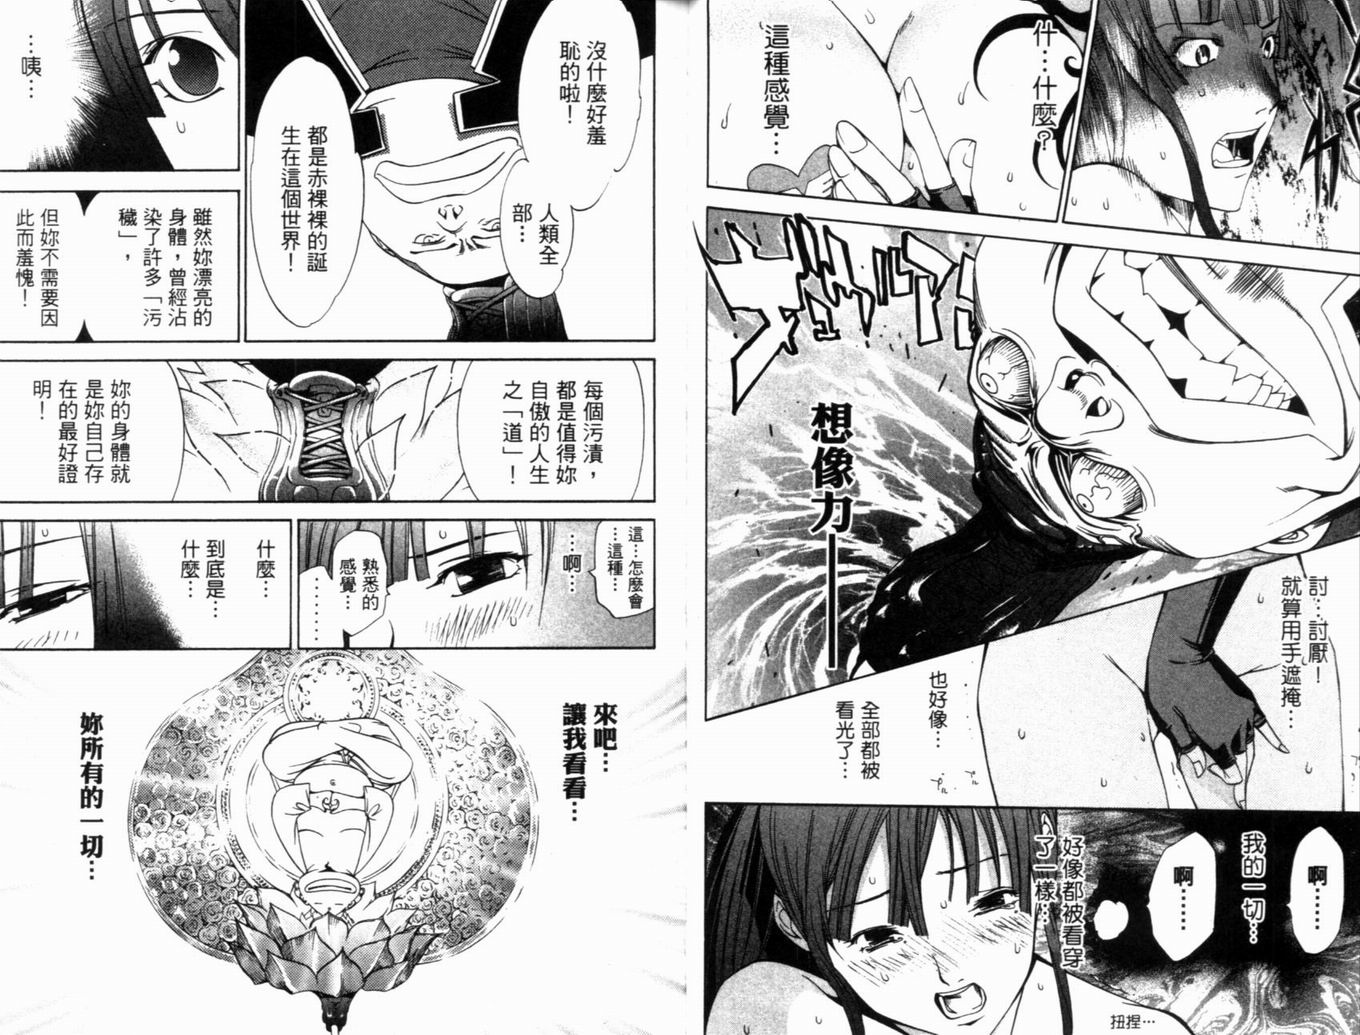 什…什麼？
這種感覺…
想像力——
討…討厭！
就算用手遮掩…
也好像…
全部都被
看光了…
啊………
我的一切…
啊………
好像都被看穿
了一樣…
扭捏…
沒什麼好羞
恥的啦！
人類全
部…
都是赤裸裸的誕
生在這個世界！
…咦…
雖然妳漂亮的
身體，曾經沾
染了許多「污
穢」，
但妳不需要因
此而羞愧！
每個污漬，
都是值得妳
自傲的人生
之「道」！
妳的身體就
是妳自己存
在的最好證
明！
這…怎麼會
…這種…
…啊…
熟悉的
感覺…
………
什麼…
到底是…
什麼…
來吧…
讓我看看…
妳所有的一切…